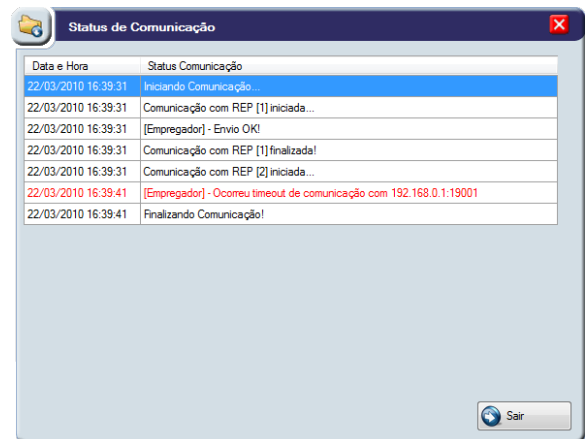 Status de Comunicação
Data e Hora Status Comunicação
22/03/2010 16:39:31 Iniciando Comunicação...
22/03/2010 16:39:31 Comunicação com REP [1] iniciada...
22/03/2010 16:39:31 [Empregador] - Envio OK!
22/03/2010 16:39:31 Comunicação com REP [1] finalizada!
22/03/2010 16:39:31 Comunicação com REP [2] iniciada...
22/03/2010 16:39:41 [Empregador] - Ocorreu timeout de comunicação com 192.168.0.1:19001
22/03/2010 16:39:41 Finalizando Comunicação!
Sair